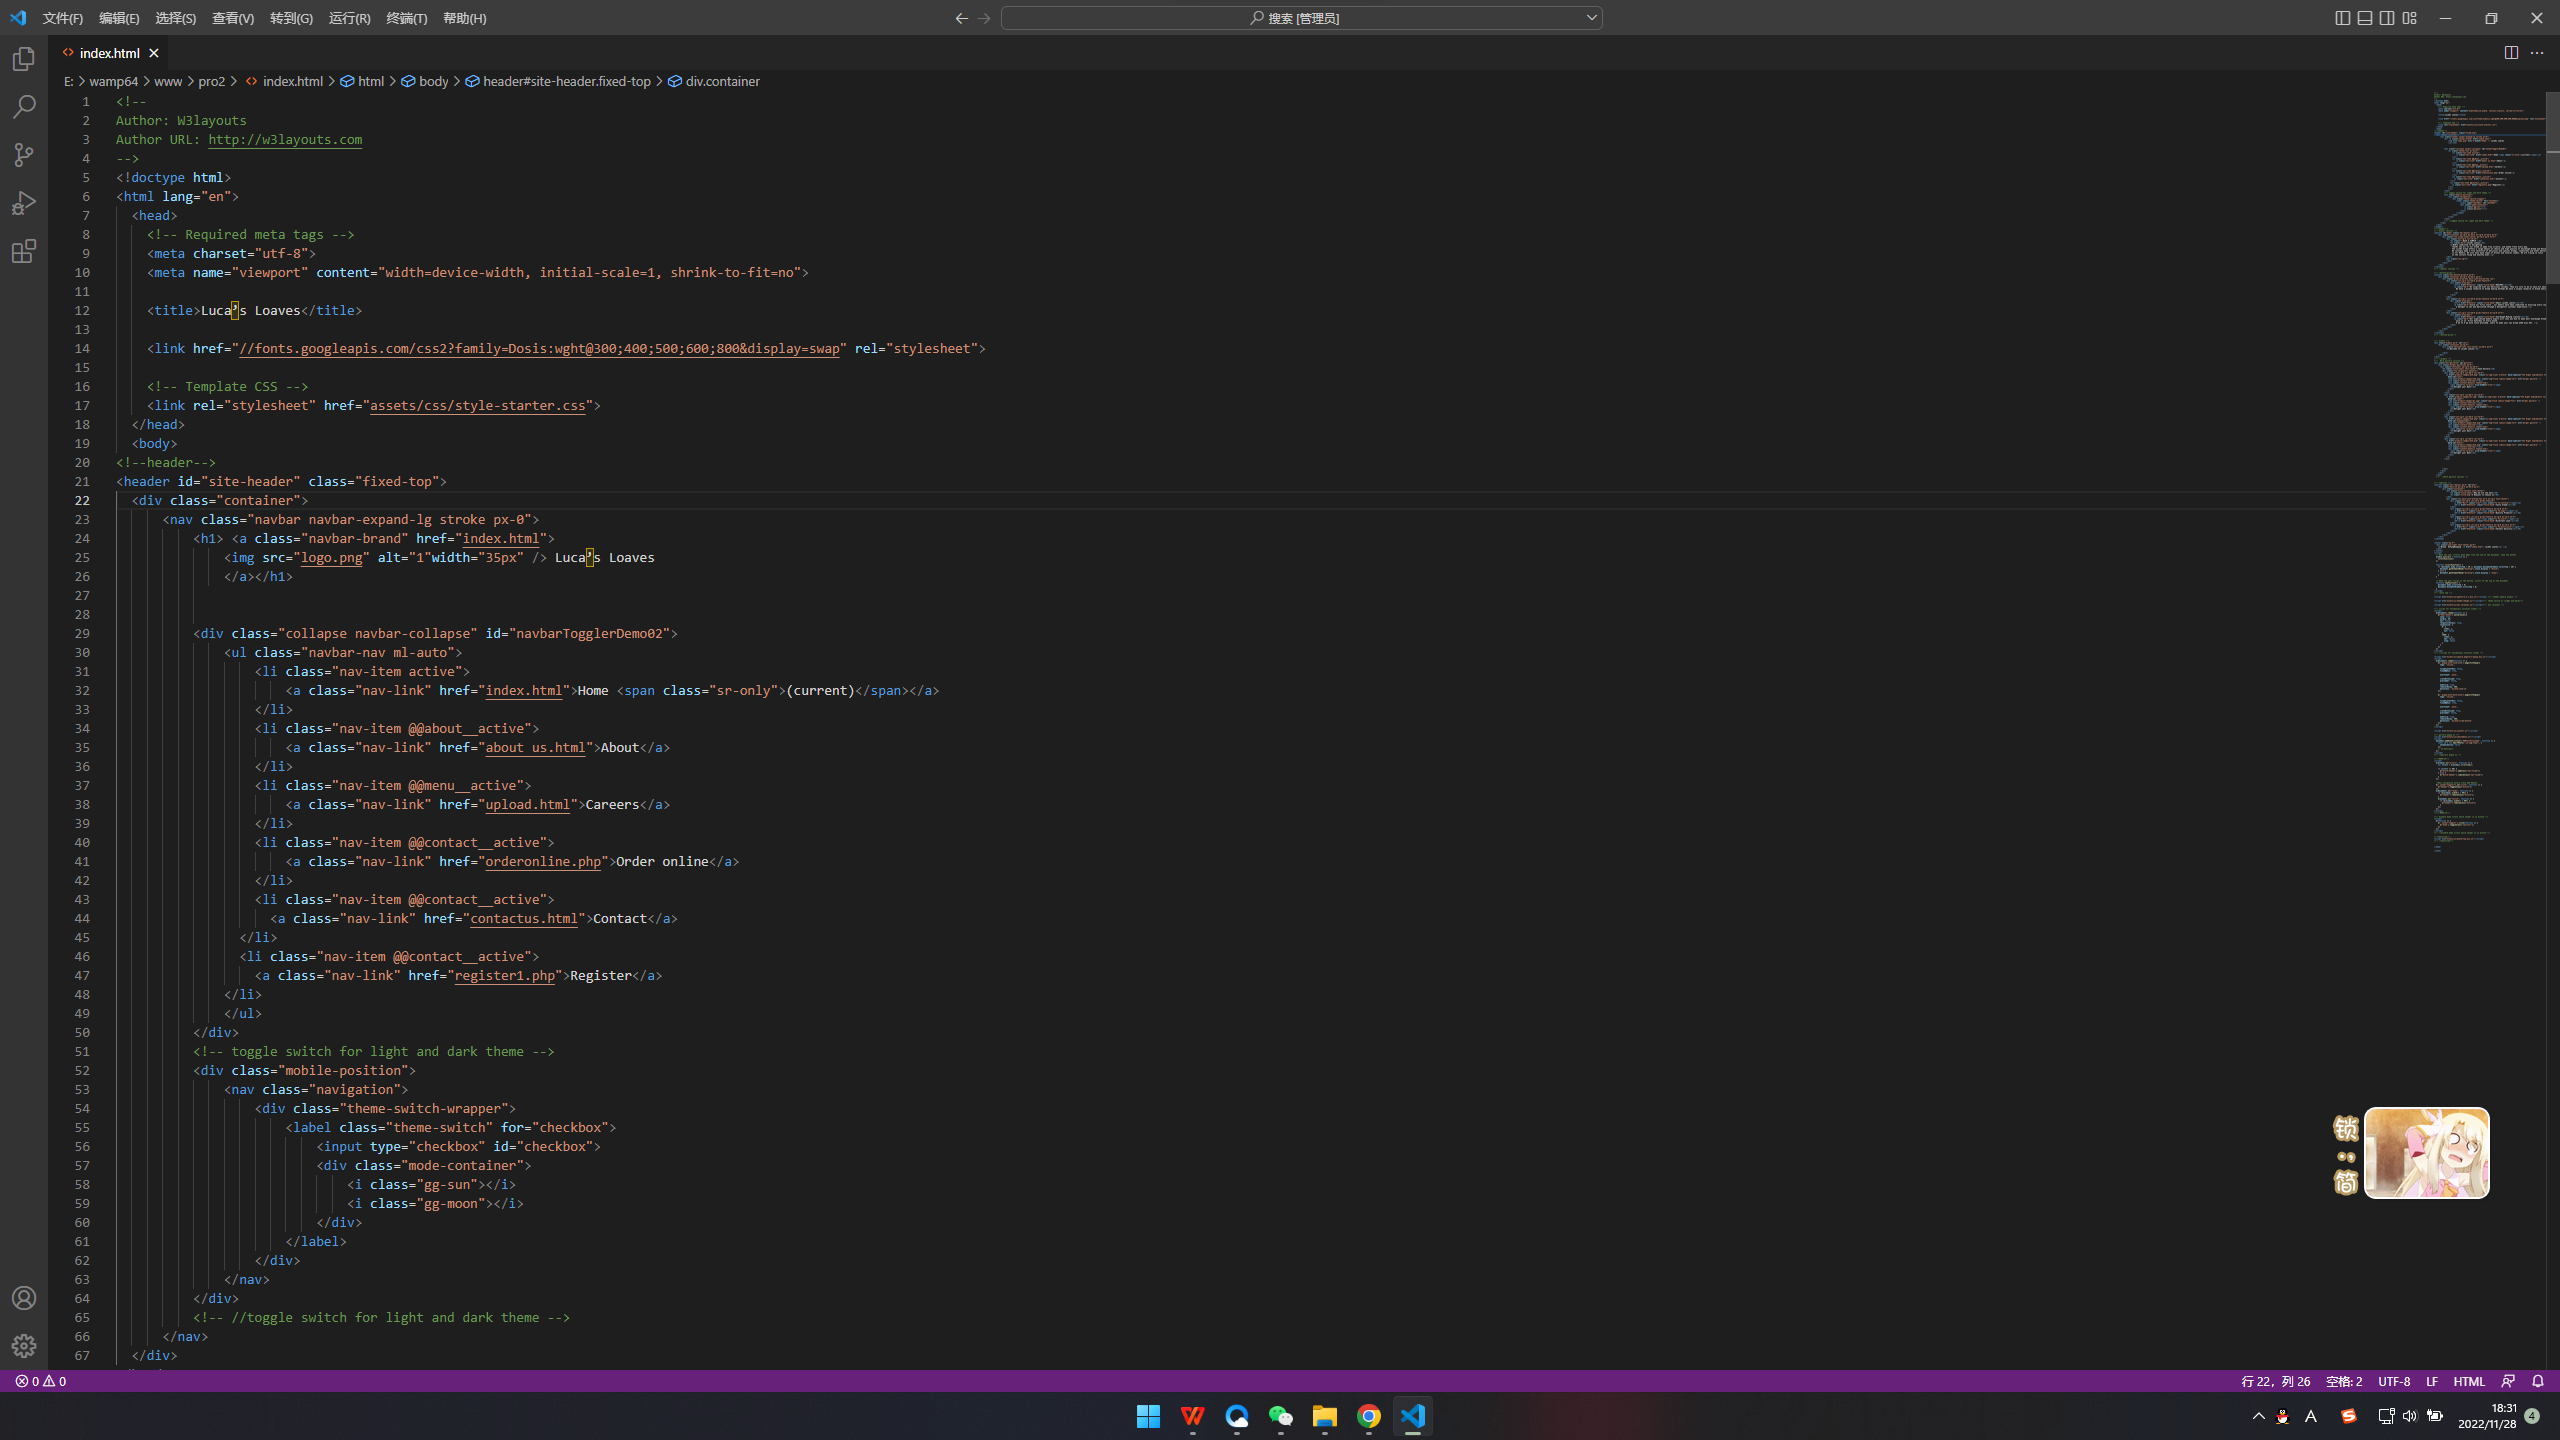 文件(F) 编辑(E) 选择(S) 查看(V) 转到(G) 运行(R) 终端(T) 帮助(H)
搜索 [管理员]
index.html
E: > wamp64 > www > pro2 > index.html > html > body > header#site-header.fixed-top > div.container
1 <!--
2 Author: W3layouts
3 Author URL: http://w3layouts.com
4 -->
5 <!doctype html>
6 <html lang="en">
7 <head>
8 <!-- Required meta tags -->
9 <meta charset="utf-8">
10 <meta name="viewport" content="width=device-width, initial-scale=1, shrink-to-fit=no">
11
12 <title>Luca’s Loaves</title>
13
14 <link href="//fonts.googleapis.com/css2?family=Dosis:wght@300;400;500;600;800&display=swap" rel="stylesheet">
15
16 <!-- Template CSS -->
17 <link rel="stylesheet" href="assets/css/style-starter.css">
18 </head>
19 <body>
20 <!--header-->
21 <header id="site-header" class="fixed-top">
22 <div class="container">
23 <nav class="navbar navbar-expand-lg stroke px-0">
24 <h1> <a class="navbar-brand" href="index.html">
25 <img src="logo.png" alt="1"width="35px" /> Luca’s Loaves
26 </a></h1>
27
28
29 <div class="collapse navbar-collapse" id="navbarTogglerDemo02">
30 <ul class="navbar-nav ml-auto">
31 <li class="nav-item active">
32 <a class="nav-link" href="index.html">Home <span class="sr-only">(current)</span></a>
33 </li>
34 <li class="nav-item @@about__active">
35 <a class="nav-link" href="about us.html">About</a>
36 </li>
37 <li class="nav-item @@menu__active">
38 <a class="nav-link" href="upload.html">Careers</a>
39 </li>
40 <li class="nav-item @@contact__active">
41 <a class="nav-link" href="orderonline.php">Order online</a>
42 </li>
43 <li class="nav-item @@contact__active">
44 <a class="nav-link" href="contactus.html">Contact</a>
45 </li>
46 <li class="nav-item @@contact__active">
47 <a class="nav-link" href="register1.php">Register</a>
48 </li>
49 </ul>
50 </div>
51 <!-- toggle switch for light and dark theme -->
52 <div class="mobile-position">
53 <nav class="navigation">
54 <div class="theme-switch-wrapper">
55 <label class="theme-switch" for="checkbox">
56 <input type="checkbox" id="checkbox">
57 <div class="mode-container">
58 <i class="gg-sun"></i>
59 <i class="gg-moon"></i>
60 </div>
61 </label>
62 </div>
63 </nav>
64 </div>
65 <!-- //toggle switch for light and dark theme -->
66 </nav>
67 </div>
锁
简
0 0 行 22, 列 26 空格: 2 UTF-8 LF HTML
A 18:31
2022/11/28 4